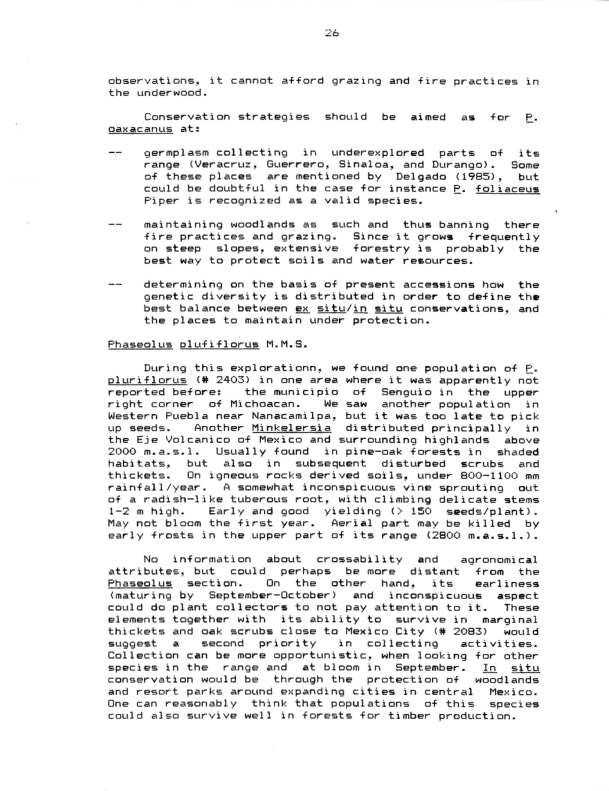 26
observations, it cannot afford grazing and fire practices in
the underwood.
Conservation strategies should be aimed as for P.
oaxacanus at:
-- germplasm collecting in underexplored parts of its
range (Veracruz, Guerrero, Sinaloa, and Durango). Some
of these places are mentioned by Delgado (1985), but
could be doubtful in the case for instance P. foliaceus
Piper is recognized as a valid species.
-- maintaining woodlands as such and thus banning there
fire practices and grazing. Since it grows frequently
on steep slopes, extensive forestry is probably the
best way to protect soils and water resources.
-- determining on the basis of present accessions how the
genetic diversity is distributed in order to define the
best balance between ex situ/in situ conservations, and
the places to maintain under protection.
Phaseolus plufiflorus M.M.S.
During this explorationn, we found one population of P.
pluriflorus (# 2403) in one area where it was apparently not
reported before: the municipio of Senguio in the upper
right corner of Michoacan. We saw another population in
Western Puebla near Nanacamilpa, but it was too late to pick
up seeds. Another Minkelersia distributed principally in
the Eje Volcanico of Mexico and surrounding highlands above
2000 m.a.s.l. Usually found in pine-oak forests in shaded
habitats, but also in subsequent disturbed scrubs and
thickets. On igneous rocks derived soils, under 800-1100 mm
rainfall/year. A somewhat inconspicuous vine sprouting out
of a radish-like tuberous root, with climbing delicate stems
1-2 m high. Early and good yielding (> 150 seeds/plant).
May not bloom the first year. Aerial part may be killed by
early frosts in the upper part of its range (2800 m.a.s.l.).
No information about crossability and agronomical
attributes, but could perhaps be more distant from the
Phaseolus section. On the other hand, its earliness
(maturing by September-October) and inconspicuous aspect
could do plant collectors to not pay attention to it. These
elements together with its ability to survive in marginal
thickets and oak scrubs close to Mexico City (# 2083) would
suggest a second priority in collecting activities.
Collection can be more opportunistic, when looking for other
species in the range and at bloom in September. In situ
conservation would be through the protection of woodlands
and resort parks around expanding cities in central Mexico.
One can reasonably think that populations of this species
could also survive well in forests for timber production.